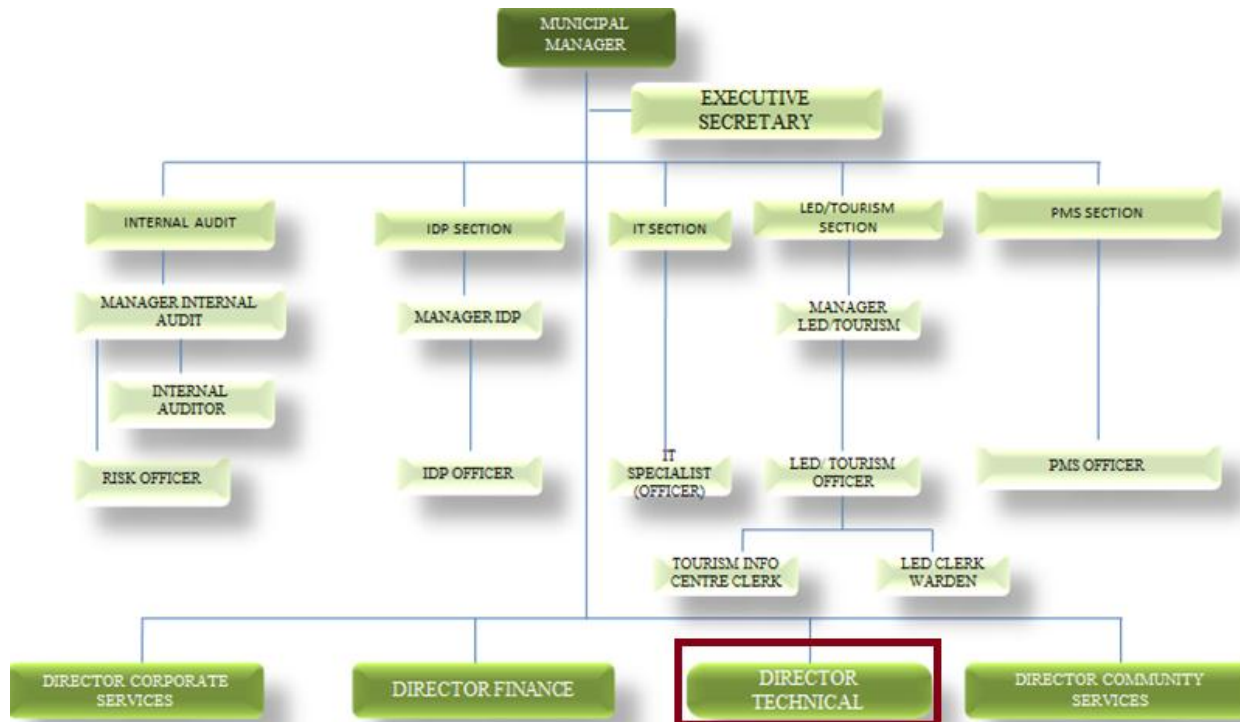 MUNICIPAL
MANAGER
EXECUTIVE
SECRETARY
INTERNAL AUDIT
IDP SECTION
IT SECTION
LED/TOURISM
SECTION
PMS SECTION
MANAGER INTERNAL
AUDIT
MANAGER IDP
MANAGER
LED/TOURISM
INTERNAL
AUDITOR
RISK OFFICER
IDP OFFICER
IT
SPECIALIST
(OFFICER)
LED/TOURISM
OFFICER
PMS OFFICER
TOURISM INFO
CENTRE CLERK
LED CLERK
WARDEN
DIRECTOR CORPORATE
SERVICES
DIRECTOR FINANCE
DIRECTOR
TECHNICAL
DIRECTOR COMMUNITY
SERVICES